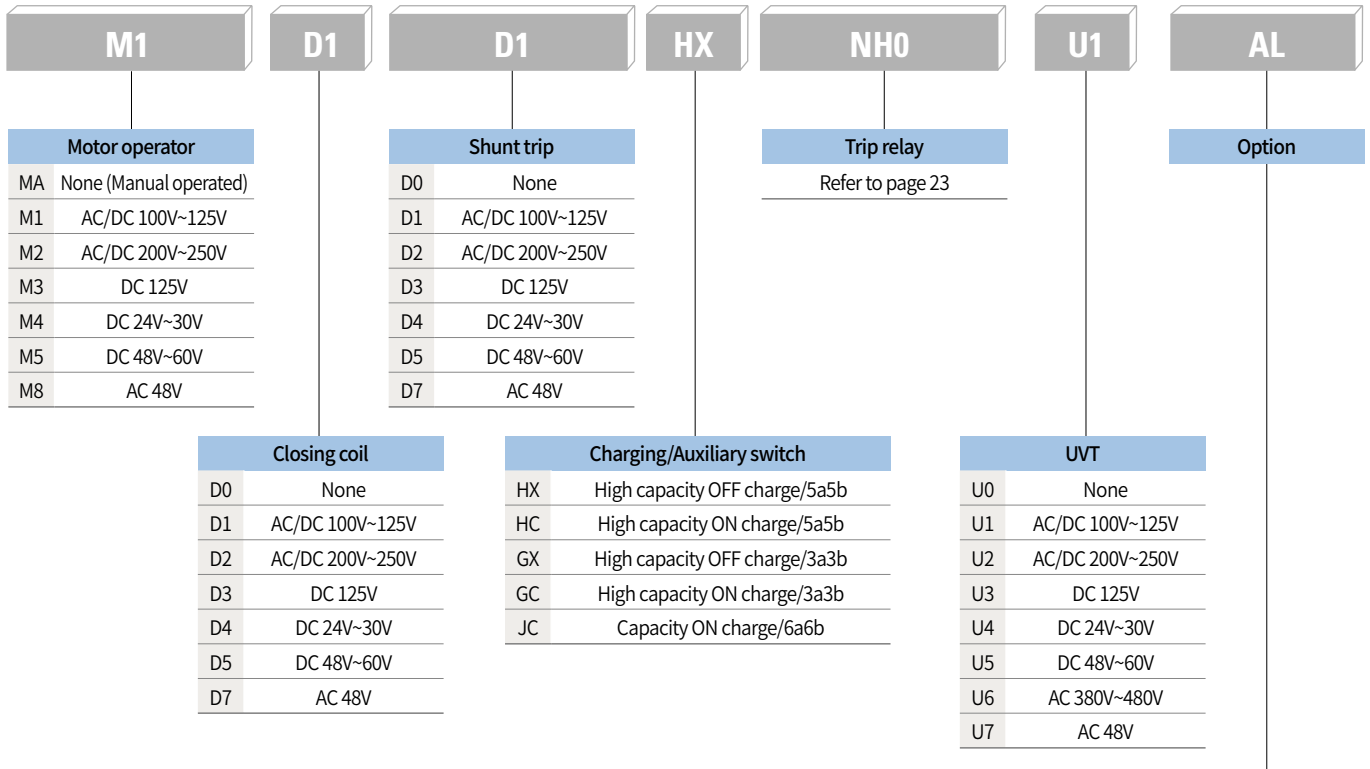 M1 D1 D1 HX NH0 U1 AL
Motor operator
MA None (Manual operated)
M1 AC/DC 100V~125V
M2 AC/DC 200V~250V
M3 DC 125V
M4 DC 24V~30V
M5 DC 48V~60V
M8 AC 48V
Shunt trip
D0 None
D1 AC/DC 100V~125V
D2 AC/DC 200V~250V
D3 DC 125V
D4 DC 24V~30V
D5 DC 48V~60V
D7 AC 48V
Trip relay
Refer to page 23
Option
Closing coil
D0 None
D1 AC/DC 100V~125V
D2 AC/DC 200V~250V
D3 DC 125V
D4 DC 24V~30V
D5 DC 48V~60V
D7 AC 48V
Charging/Auxiliary switch
HX High capacity OFF charge/5a5b
HC High capacity ON charge/5a5b
GX High capacity OFF charge/3a3b
GC High capacity ON charge/3a3b
JC Capacity ON charge/6a6b
UVT
U0 None
U1 AC/DC 100V~125V
U2 AC/DC 200V~250V
U3 DC 125V
U4 DC 24V~30V
U5 DC 48V~60V
U6 AC 380V~480V
U7 AC 48V